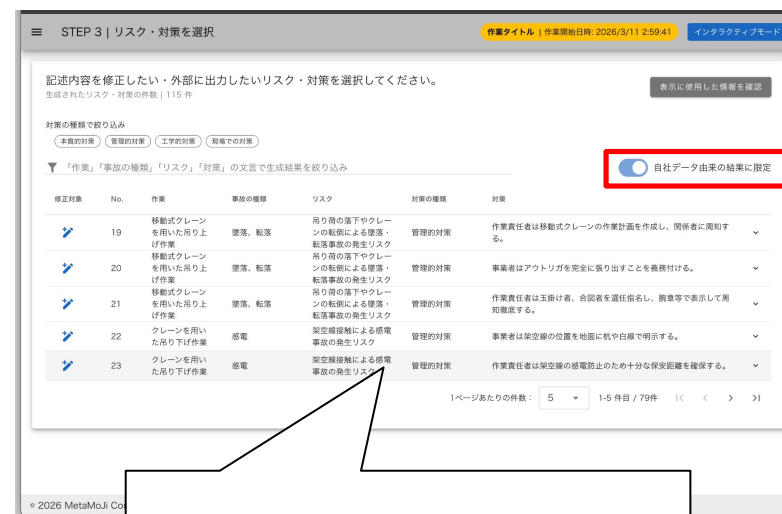 STEP 3 | リスク・対策を選択
作業タイトル | 作業開始日時: 2026/3/11 2:59:41
インタラクティブモード
記述内容を修正したい・外部に出力したいリスク・対策を選択してください。
生成されたリスク・対策の件数 | 115 件
表示に使用した情報を確認
対策の種類で絞り込み
本質的対策 管理的対策 工学的対策 現場での対策
「作業」「事故の種類」「リスク」「対策」の文言で生成結果を絞り込み
自社データ由来の結果に限定
修正対象 No. 作業 事故の種類 リスク 対策の種類 対策
19 移動式クレーンを用いた吊り上げ作業 墜落、転落 吊り荷の落下やクレーンの転倒による墜落・転落事故の発生リスク 管理的対策 作業責任者は移動式クレーンの作業計画を作成し、関係者に周知する。
20 移動式クレーンを用いた吊り上げ作業 墜落、転落 吊り荷の落下やクレーンの転倒による墜落・転落事故の発生リスク 管理的対策 事業者はアウトリガを完全に張り出すことを義務付ける。
21 移動式クレーンを用いた吊り上げ作業 墜落、転落 吊り荷の落下やクレーンの転倒による墜落・転落事故の発生リスク 管理的対策 作業責任者は玉掛け者、合図者を選任指名し、腕章等で表示して周知徹底する。
22 クレーンを用いた吊り下げ作業 感電 架空線接触による感電事故の発生リスク 管理的対策 事業者は架空線の位置を地面に杭や白線で明示する。
23 クレーンを用いた吊り下げ作業 感電 架空線接触による感電事故の発生リスク 管理的対策 作業責任者は架空線の感電防止のため十分な保安距離を確保する。
1ページあたりの件数： 5 1-5 件目 / 79件
© 2026 MetaMoJi Co